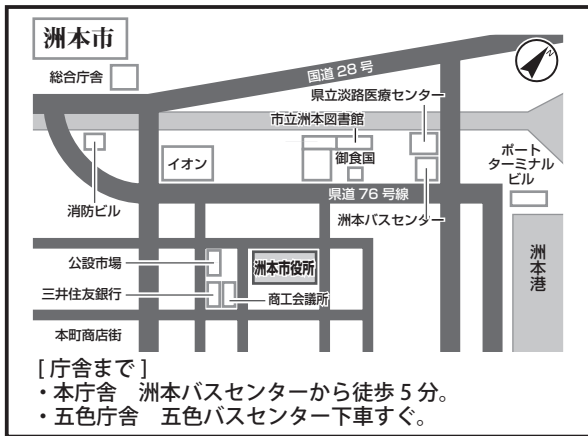 洲本市
総合庁舎
国道28号
県立淡路医療センター
市立洲本図書館
イオン
御食国
ポート
ターミナル
ビル
消防ビル
県道76号線
洲本バスセンター
公設市場
洲本市役所
洲本港
三井住友銀行
商工会議所
本町商店街
[庁舎まで]
・本庁舎　洲本バスセンターから徒歩5分。
・五色庁舎　五色バスセンター下車すぐ。